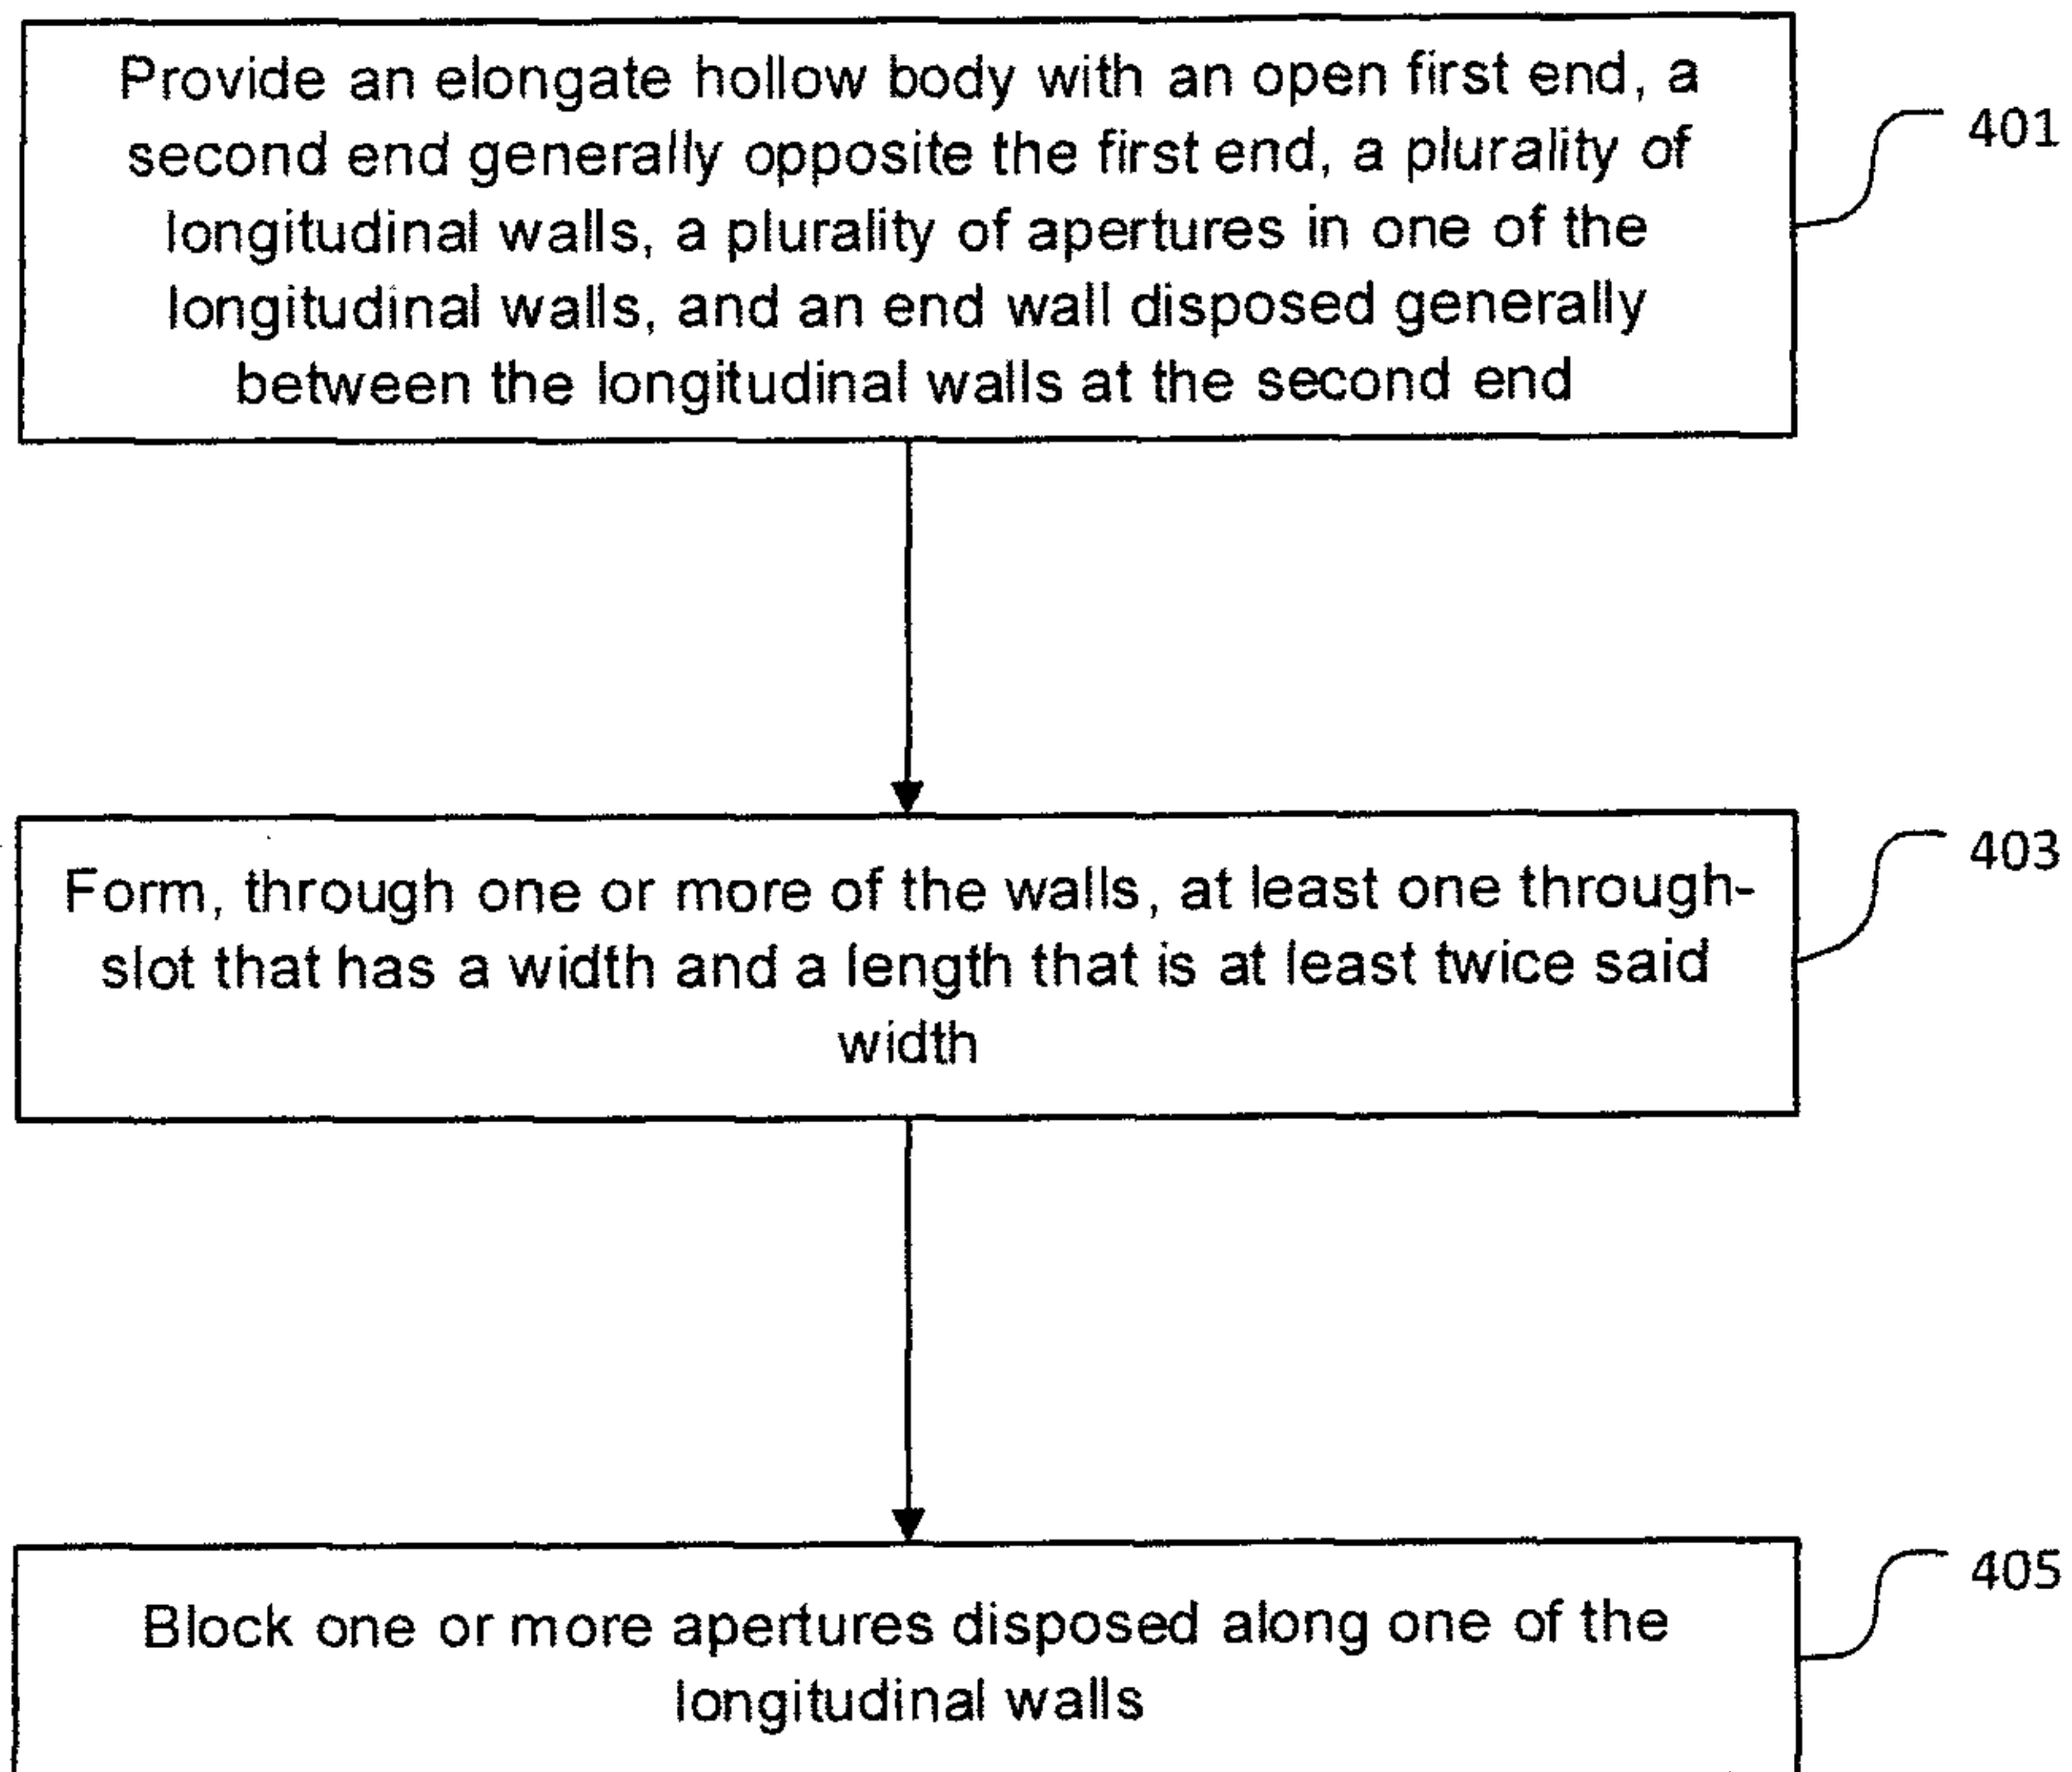 Provide an elongate hollow body with an open first end, a
second end generally opposite the first end, a plurality of
longitudinal walls, a plurality of apertures in one of the
longitudinal walls, and an end wall disposed generally
between the longitudinal walls at the second end
401
Form, through one or more of the walls, at least one through-
slot that has a width and a length that is at least twice said
width
403
Block one or more apertures disposed along one of the
longitudinal walls
405